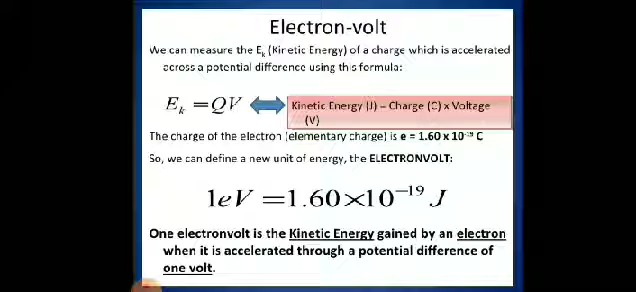 Electron-volt
We can measure the Eₖ (Kinetic Energy) of a charge which is accelerated
across a potential difference using this formula:
Eₖ = QV
Kinetic Energy (J) = Charge (C) x Voltage
(V)
The charge of the electron (elementary charge) is e = 1.60 x 10⁻¹⁹ C
So, we can define a new unit of energy, the ELECTRONVOLT:
1eV = 1.60×10⁻¹⁹ J
One electronvolt is the Kinetic Energy gained by an electron
when it is accelerated through a potential difference of
one volt.